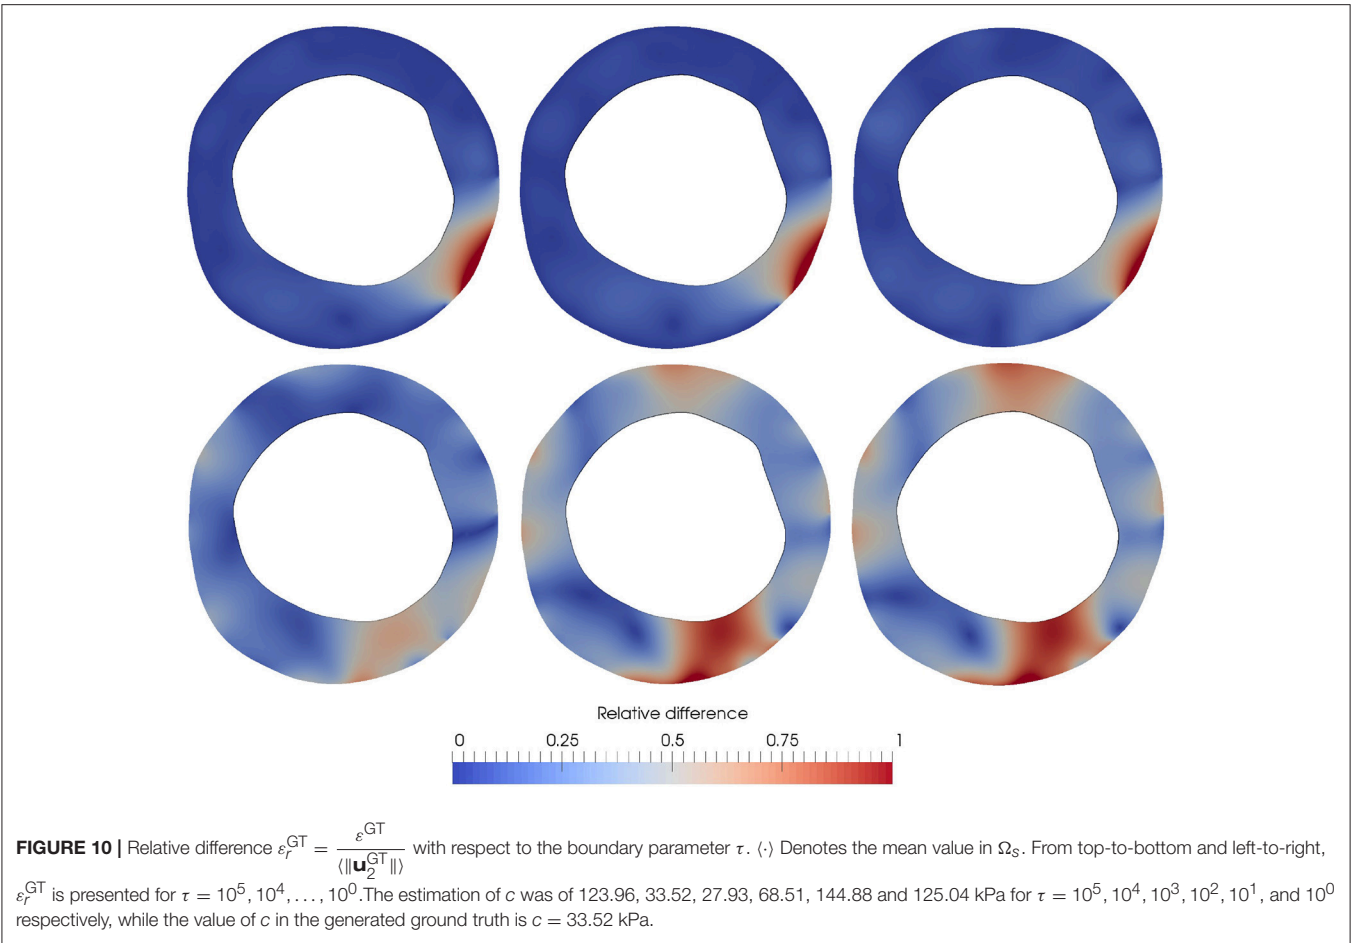 Relative difference
0 0.25 0.5 0.75 1
FIGURE 10 | Relative difference ε_r^GT = ε^GT / ⟨‖u_2^GT‖⟩ with respect to the boundary parameter τ. ⟨·⟩ Denotes the mean value in Ω_S. From top-to-bottom and left-to-right,
ε_r^GT is presented for τ = 10^5, 10^4, . . . , 10^0.The estimation of c was of 123.96, 33.52, 27.93, 68.51, 144.88 and 125.04 kPa for τ = 10^5, 10^4, 10^3, 10^2, 10^1, and 10^0
respectively, while the value of c in the generated ground truth is c = 33.52 kPa.